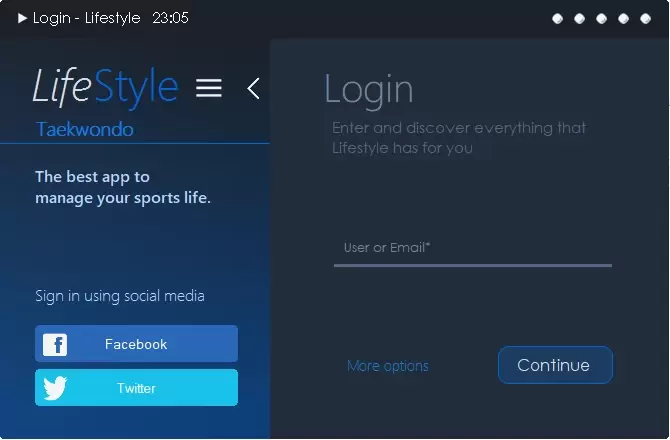 Login - Lifestyle 23:05
LifeStyle
Taekwondo
The best app to
manage your sports life.
Sign in using social media
Facebook
Twitter
Login
Enter and discover everything that
Lifestyle has for you
User or Email*
More options
Continue